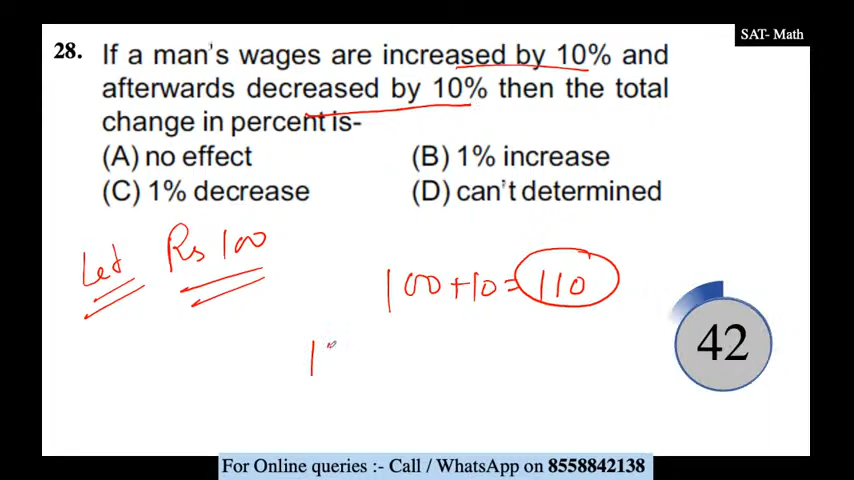 SAT- Math
28. If a man's wages are increased by 10% and
afterwards decreased by 10% then the total
change in percent is-
(A) no effect (B) 1% increase
(C) 1% decrease (D) can't determined
Let Rs 100
100+10=110
42
For Online queries :- Call / WhatsApp on 8558842138